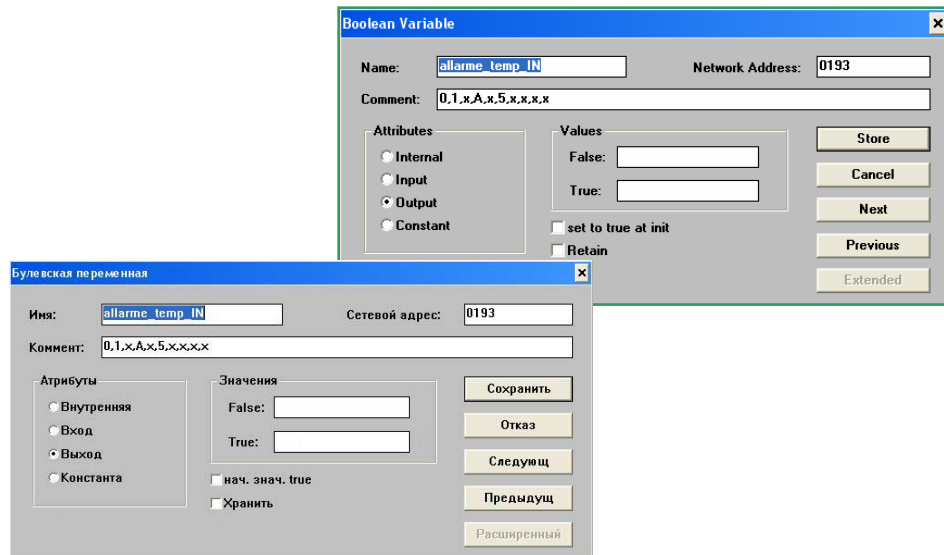 Boolean Variable
Name: allarme_temp_IN Network Address: 0193
Comment: 0,1,x,A,x,5,x,x,x,x
Attributes Values Store
Internal False: Cancel
Input
Output True: Next
Constant set to true at init
Retain Previous
Extended
Булевская переменная
Имя: allarme_temp_IN Сетевой адрес: 0193
Коммент: 0,1,x,A,x,5,x,x,x,x
Атрибуты Значения Сохранить
Внутренняя False: Отказ
Вход
Выход True: Следующ
Константа нач. знач. true
Хранить Предыдущ
Расширенный